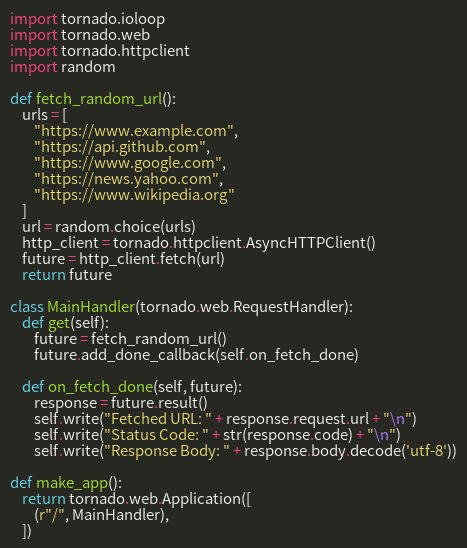 import tornado.ioloop
import tornado.web
import tornado.httpclient
import random

def fetch_random_url():
    urls = [
        "https://www.example.com",
        "https://api.github.com",
        "https://www.google.com",
        "https://news.yahoo.com",
        "https://www.wikipedia.org"
    ]
    url = random.choice(urls)
    http_client = tornado.httpclient.AsyncHTTPClient()
    future = http_client.fetch(url)
    return future

class MainHandler(tornado.web.RequestHandler):
    def get(self):
        future = fetch_random_url()
        future.add_done_callback(self.on_fetch_done)

    def on_fetch_done(self, future):
        response = future.result()
        self.write("Fetched URL: " + response.request.url + "\n")
        self.write("Status Code: " + str(response.code) + "\n")
        self.write("Response Body: " + response.body.decode('utf-8'))

def make_app():
    return tornado.web.Application([
        (r"/", MainHandler),
    ])